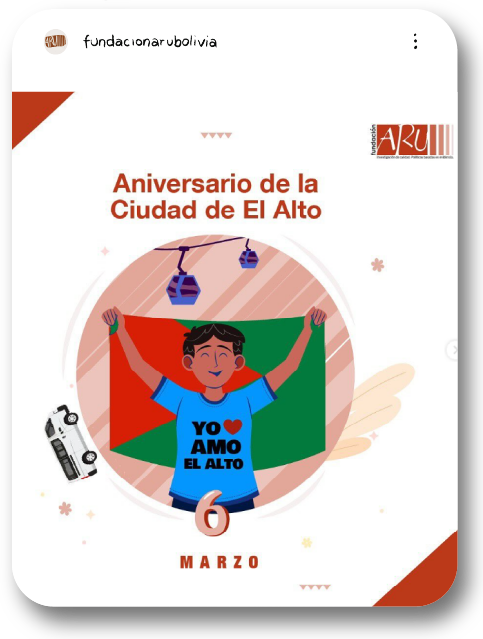 fundacionarubolivia
fundación
ARU
Aniversario de la
Ciudad de El Alto
YO
AMO
EL ALTO
6
MARZO